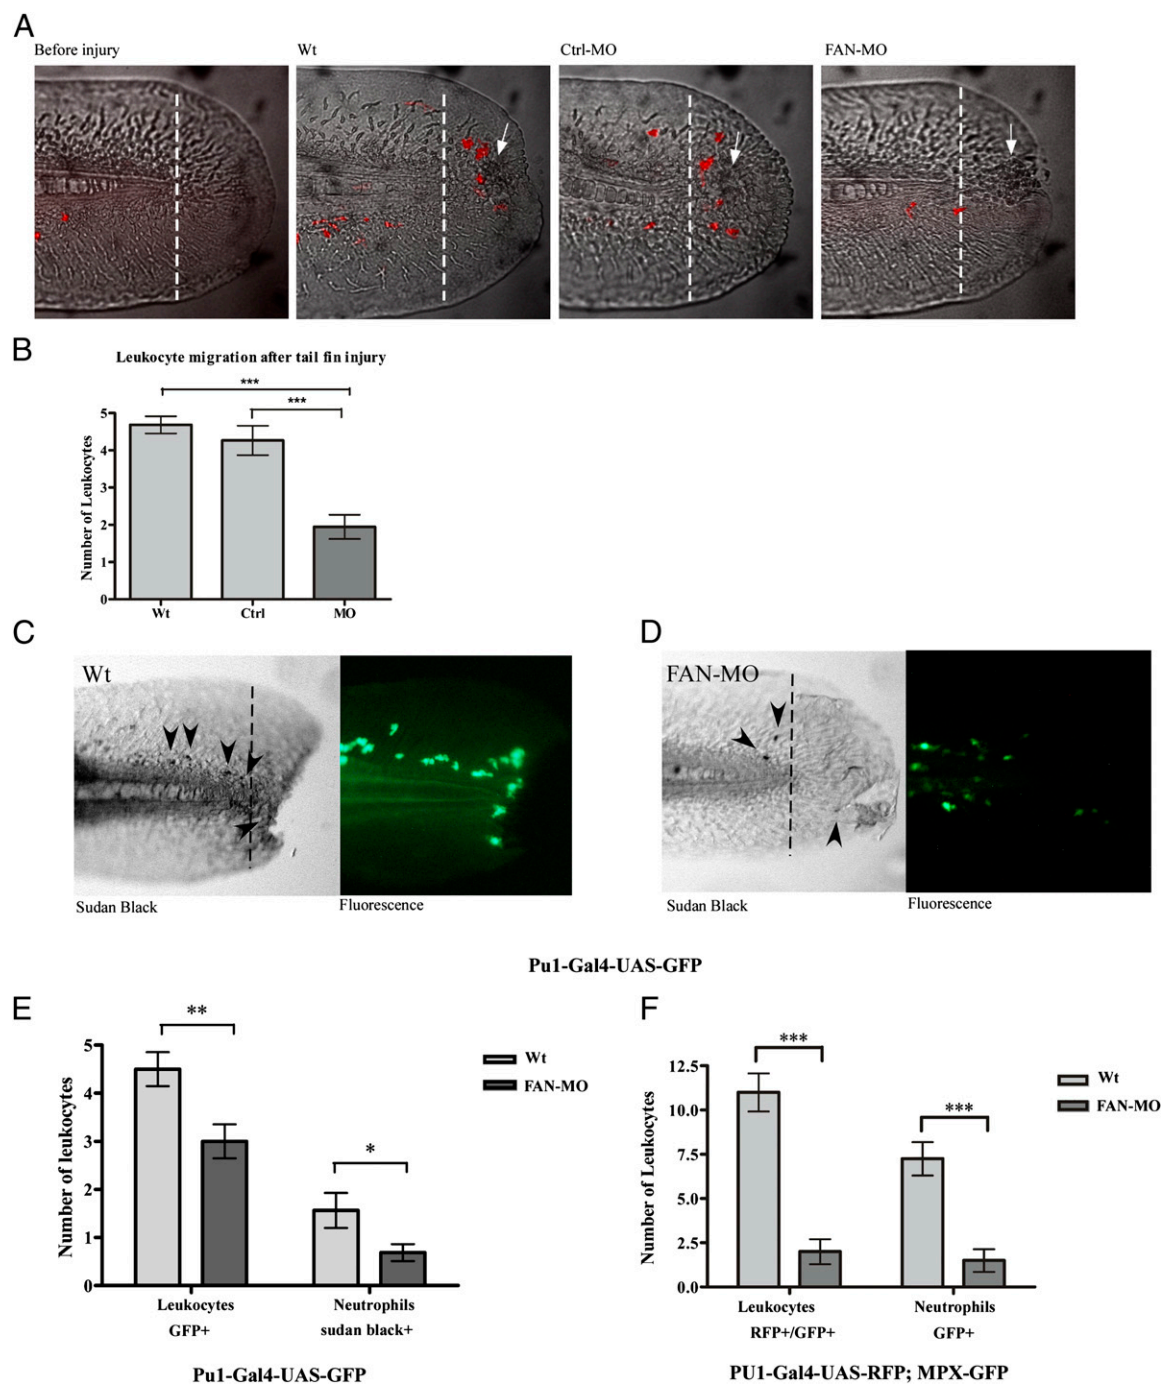 A
Before injury
Wt
Ctrl-MO
FAN-MO
B
Leukocyte migration after tail fin injury
***
***
Number of Leukocytes
5
4
3
2
1
0
Wt
Ctrl
MO
C
Wt
Sudan Black
Fluorescence
D
FAN-MO
Sudan Black
Fluorescence
Pu1-Gal4-UAS-GFP
E
**
*
Number of leukocytes
5
4
3
2
1
0
Wt
FAN-MO
Leukocytes
GFP+
Neutrophils
sudan black+
Pu1-Gal4-UAS-GFP
F
***
***
Number of Leukocytes
12.5
10.0
7.5
5.0
2.5
0.0
Wt
FAN-MO
Leukocytes
RFP+/GFP+
Neutrophils
GFP+
PU1-Gal4-UAS-RFP; MPX-GFP